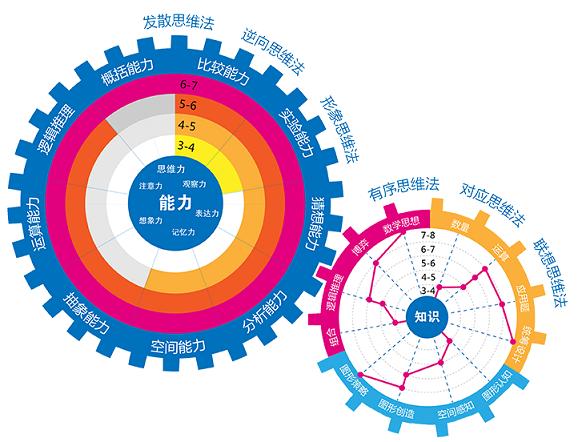 发散思维法
逆向思维法
形象思维法
概括能力
比较能力
实验能力
猜想能力
分析能力
空间能力
抽象能力
运算能力
逻辑推理
6-7
5-6
4-5
3-4
思维力
注意力
观察力
能力
想象力
表达力
记忆力
有序思维法
对应思维法
联想思维法
数学思想
数量
运算
应用题
统筹设计
图形认知
空间感知
图形创造
图形策略
组合
逻辑推理
博弈
7-8
6-7
5-6
4-5
3-4
知识